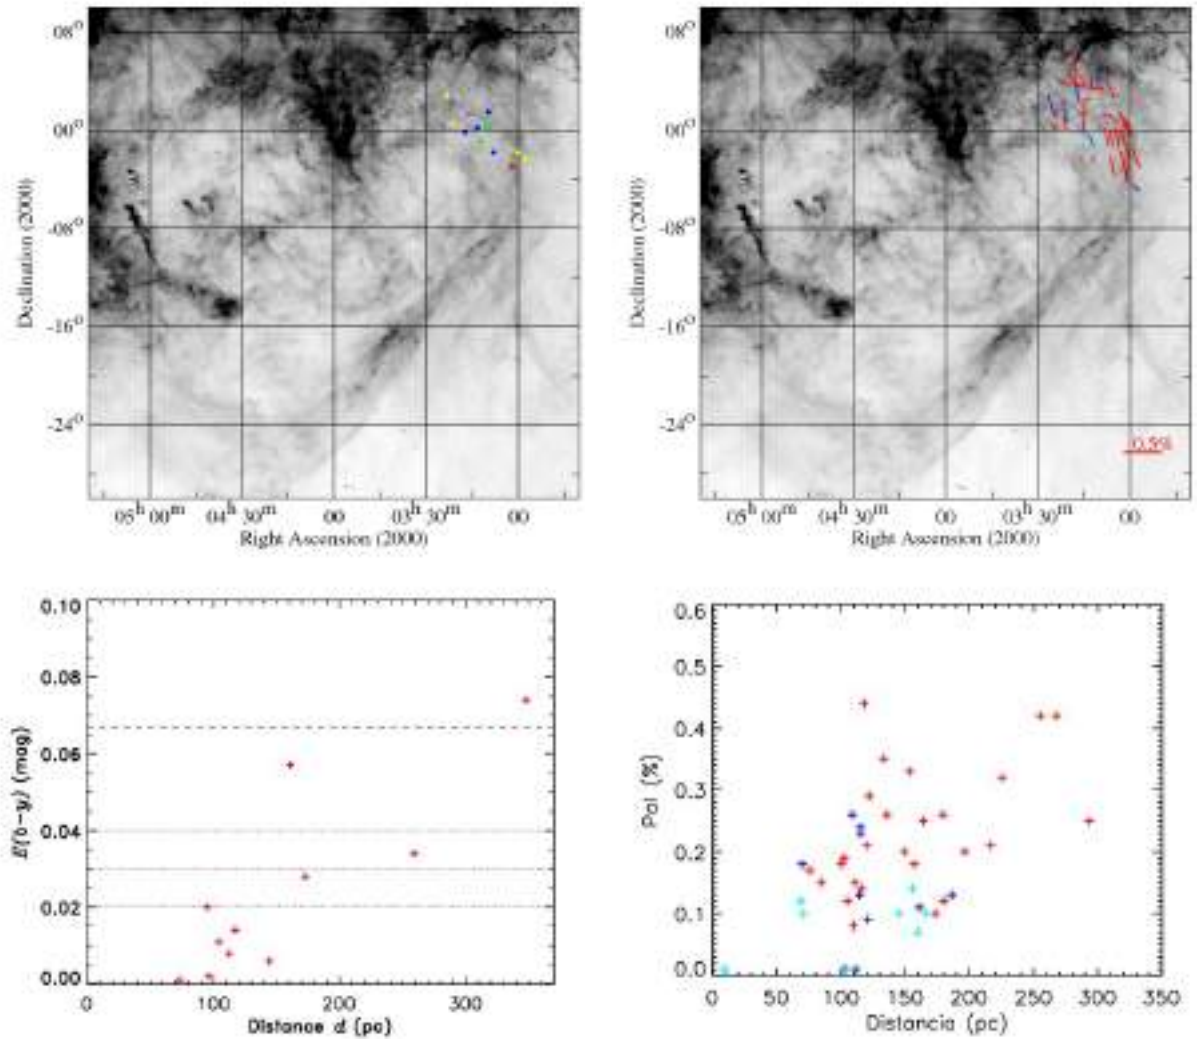 08°
00°
-08°
-16°
-24°
Declination (2000)
05h 00m 04h 30m 00 03h 30m 00
Right Ascension (2000)
08°
00°
-08°
-16°
-24°
Declination (2000)
0.5%
05h 00m 04h 30m 00 03h 30m 00
Right Ascension (2000)
0.10
0.08
0.06
0.04
0.02
0.00
E(b-y) (mag)
0 100 200 300
Distance d (pc)
0.6
0.5
0.4
0.3
0.2
0.1
0.0
Pol (%)
0 50 100 150 200 250 300 350
Distancia (pc)